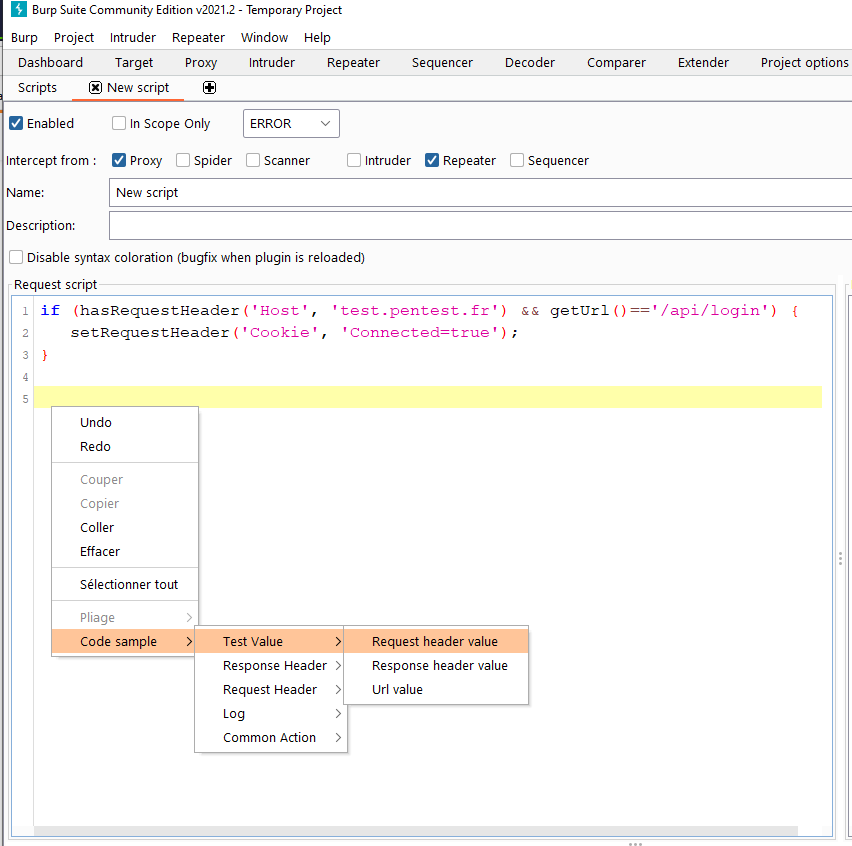 Burp Suite Community Edition v2021.2 - Temporary Project
Burp Project Intruder Repeater Window Help
Dashboard Target Proxy Intruder Repeater Sequencer Decoder Comparer Extender Project options
Scripts New script
Enabled In Scope Only ERROR
Intercept from : Proxy Spider Scanner Intruder Repeater Sequencer
Name: New script
Description:
Disable syntax coloration (bugfix when plugin is reloaded)
Request script
1 if (hasRequestHeader('Host', 'test.pentest.fr') && getUrl()=='/api/login') {
2 setRequestHeader('Cookie', 'Connected=true');
3 }
4
5
Undo
Redo
Couper
Copier
Coller
Effacer
Sélectionner tout
Pliage
Code sample
Test Value
Response Header
Request Header
Log
Common Action
Request header value
Response header value
Url value